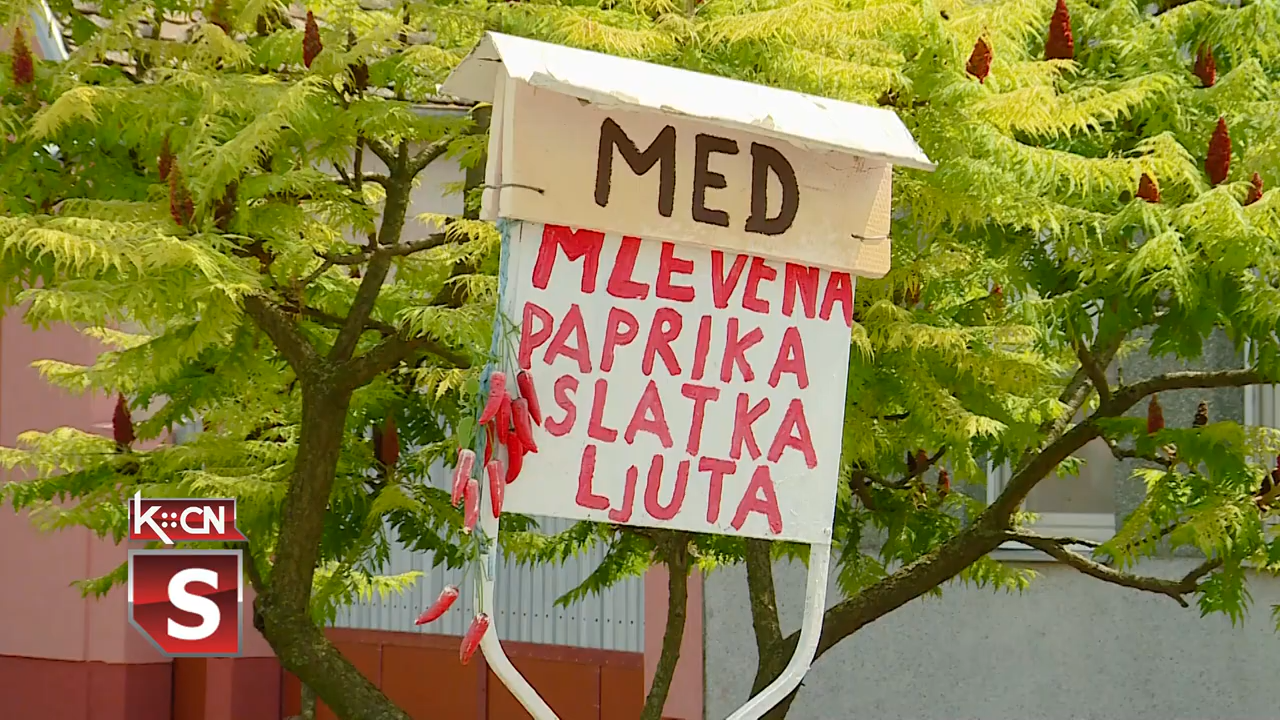 MED
MLEVENA
PAPRIKA
SLATKA
LJUTA
K::CN
S